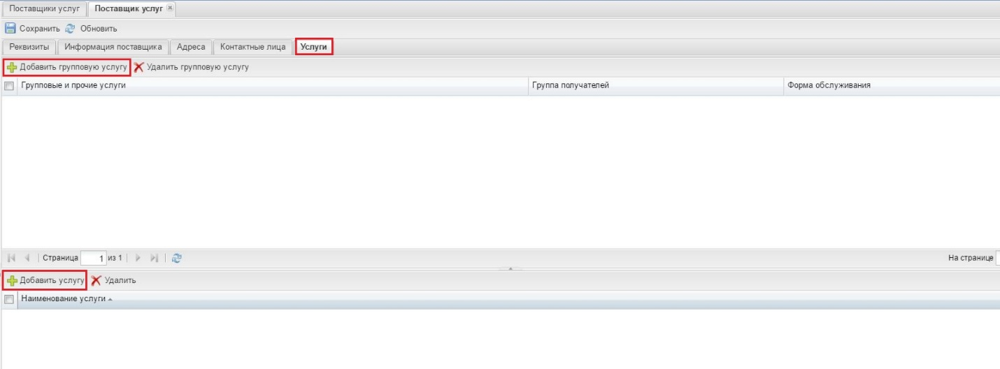 Поставщики услуг Поставщик услуг
Сохранить Обновить
Реквизиты Информация поставщика Адреса Контактные лица Услуги
Добавить групповую услугу Удалить групповую услугу
Групповые и прочие услуги Группа получателей Форма обслуживания
Страница 1 из 1 На странице
Добавить услугу Удалить
Наименование услуги